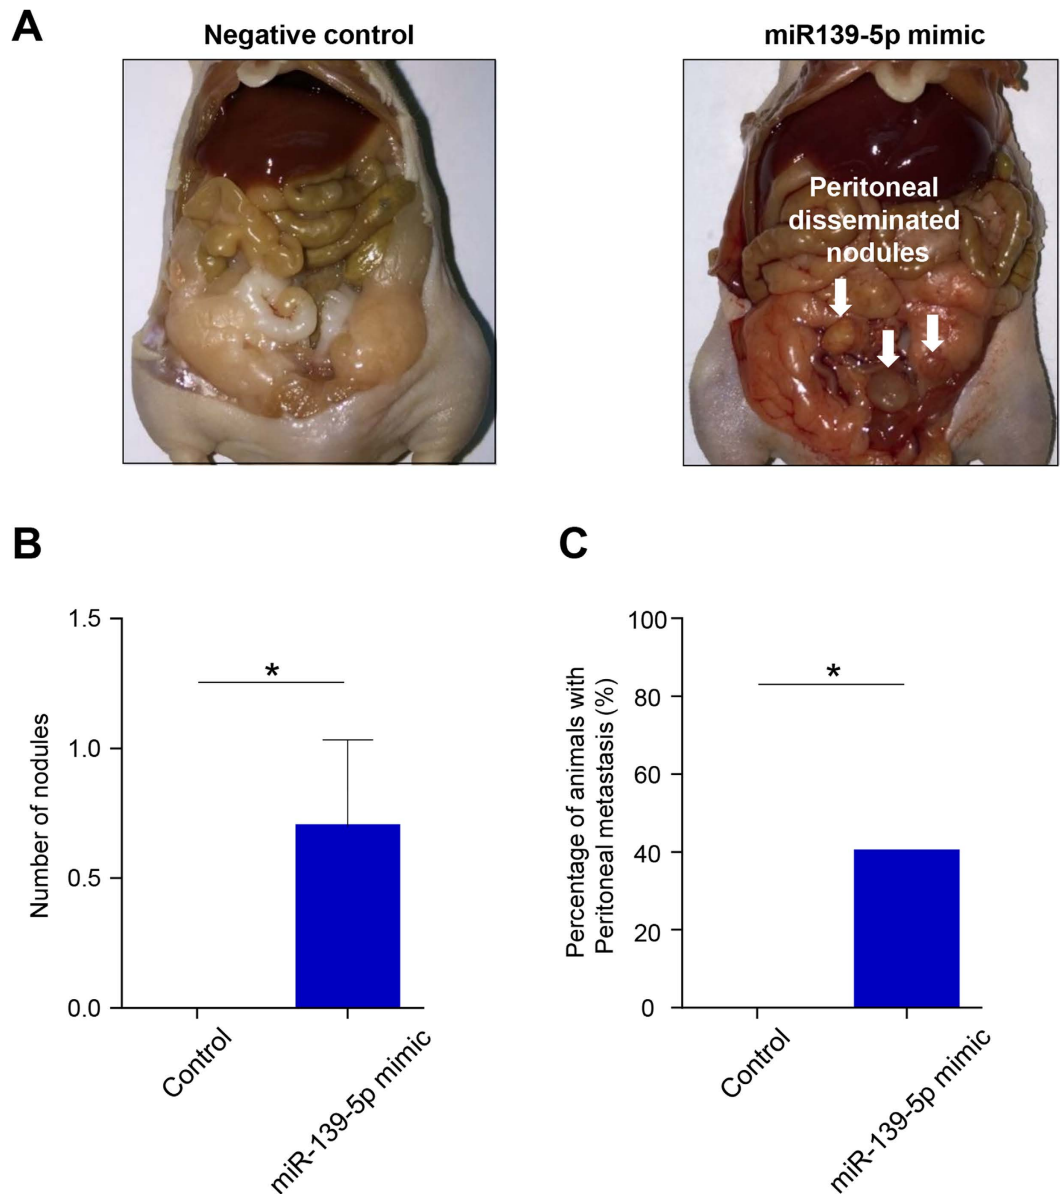 A
Negative control
miR139-5p mimic
Peritoneal
disseminated
nodules
B
Number of nodules
1.5
1.0
0.5
0.0
*
Control
miR-139-5p mimic
C
Percentage of animals with
Peritoneal metastasis (%)
100
80
60
40
20
0
*
Control
miR-139-5p mimic